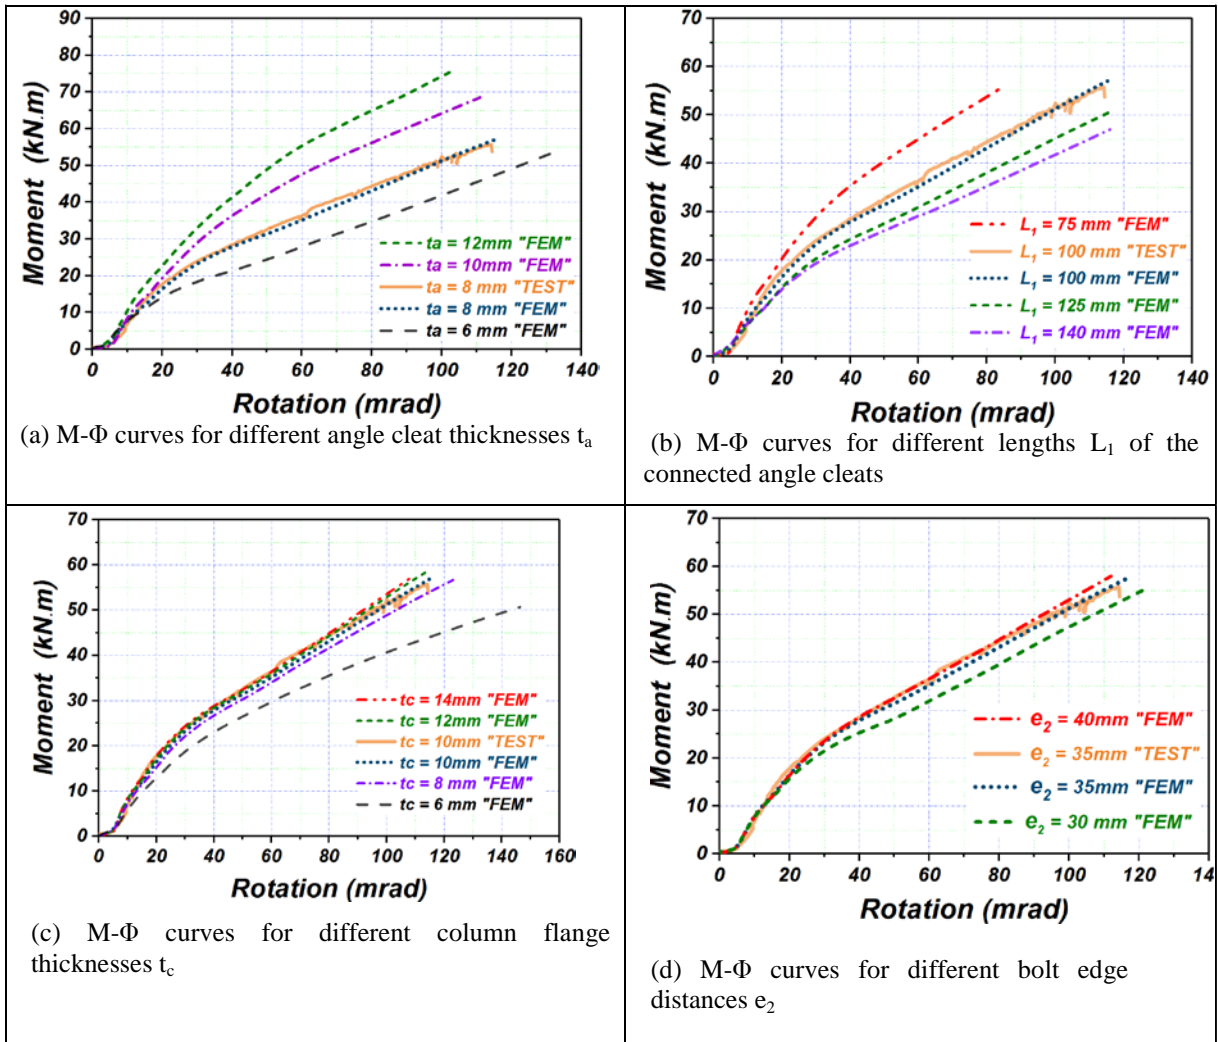 90
80
70
60
50
40
30
20
10
0
Moment (kN.m)
ta = 12mm "FEM"
ta = 10mm "FEM"
ta = 8 mm "TEST"
ta = 8 mm "FEM"
ta = 6 mm "FEM"
0 20 40 60 80 100 120 140
Rotation (mrad)
(a) M-Φ curves for different angle cleat thicknesses ta
60
50
40
30
20
10
0
Moment (kN.m)
L1 = 75 mm "FEM"
L1 = 100 mm "TEST"
L1 = 100 mm "FEM"
L1 = 125 mm "FEM"
L1 = 140 mm "FEM"
0 20 40 60 80 100 120 140
Rotation (mrad)
(b) M-Φ curves for different lengths L1 of the
connected angle cleats
70
60
50
40
30
20
10
0
Moment (kN.m)
tc = 14mm "FEM"
tc = 12mm "FEM"
tc = 10mm "TEST"
tc = 10mm "FEM"
tc = 8 mm "FEM"
tc = 6 mm "FEM"
0 20 40 60 80 100 120 140 160
Rotation (mrad)
(c) M-Φ curves for different column flange
thicknesses tc
70
60
50
40
30
20
10
0
Moment (kN.m)
e2 = 40mm "FEM"
e2 = 35mm "TEST"
e2 = 35mm "FEM"
e2 = 30 mm "FEM"
0 20 40 60 80 100 120 140
Rotation (mrad)
(d) M-Φ curves for different bolt edge
distances e2